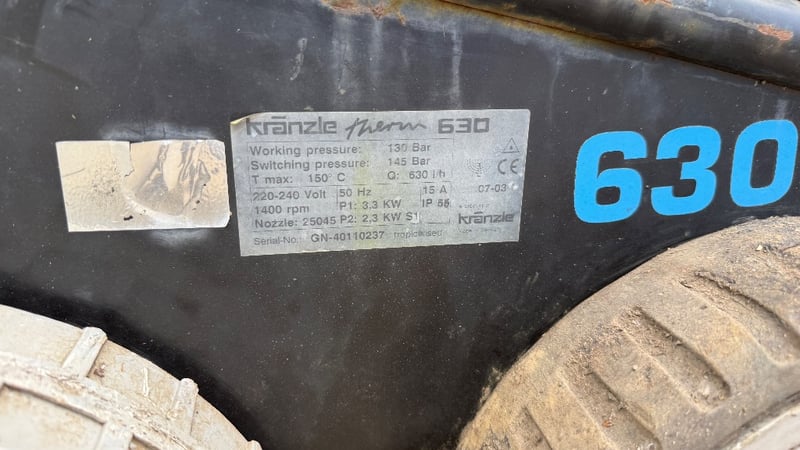 Kränzle therm 630
Working pressure: 130 Bar
Switching pressure: 145 Bar
T max: 150° C Q: 630 l/h
220-240 Volt 50 Hz 15 A 07-03
1400 rpm P1: 3.3 KW IP 55
Nozzle: 25045 P2: 2,3 KW S1 kränzle
Serial-No.: GN-40110237 tropicalised
CE
630